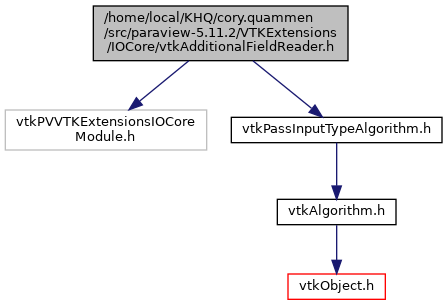 /home/local/KHQ/cory.quammen
/src/paraview-5.11.2/VTKExtensions
/IOCore/vtkAdditionalFieldReader.h
vtkPVVTKExtensionsIOCore
Module.h
vtkPassInputTypeAlgorithm.h
vtkAlgorithm.h
vtkObject.h